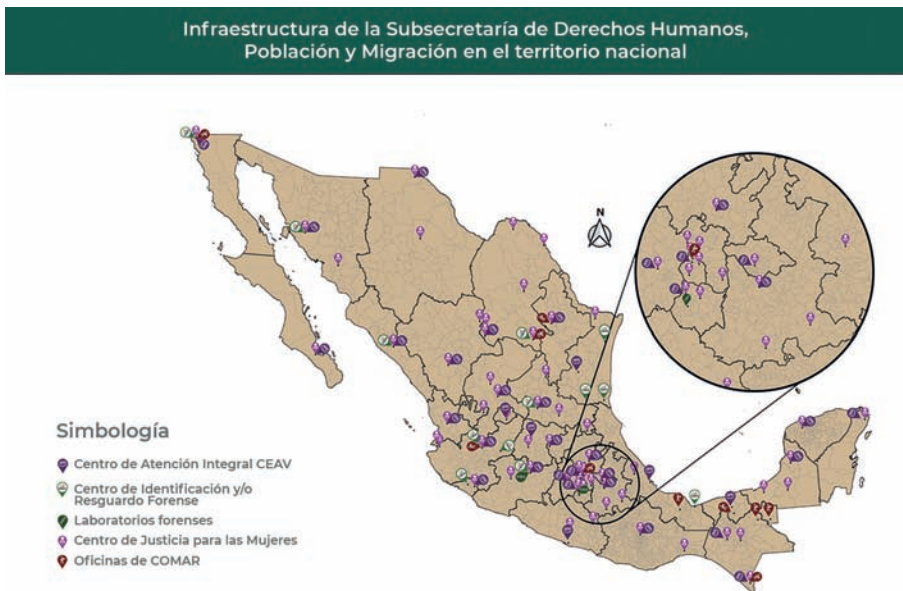 Infraestructura de la Subsecretaría de Derechos Humanos,
Población y Migración en el territorio nacional
N
Simbología
Centro de Atención Integral CEAV
Centro de Identificación y/o
Resguardo Forense
Laboratorios forenses
Centro de Justicia para las Mujeres
Oficinas de COMAR